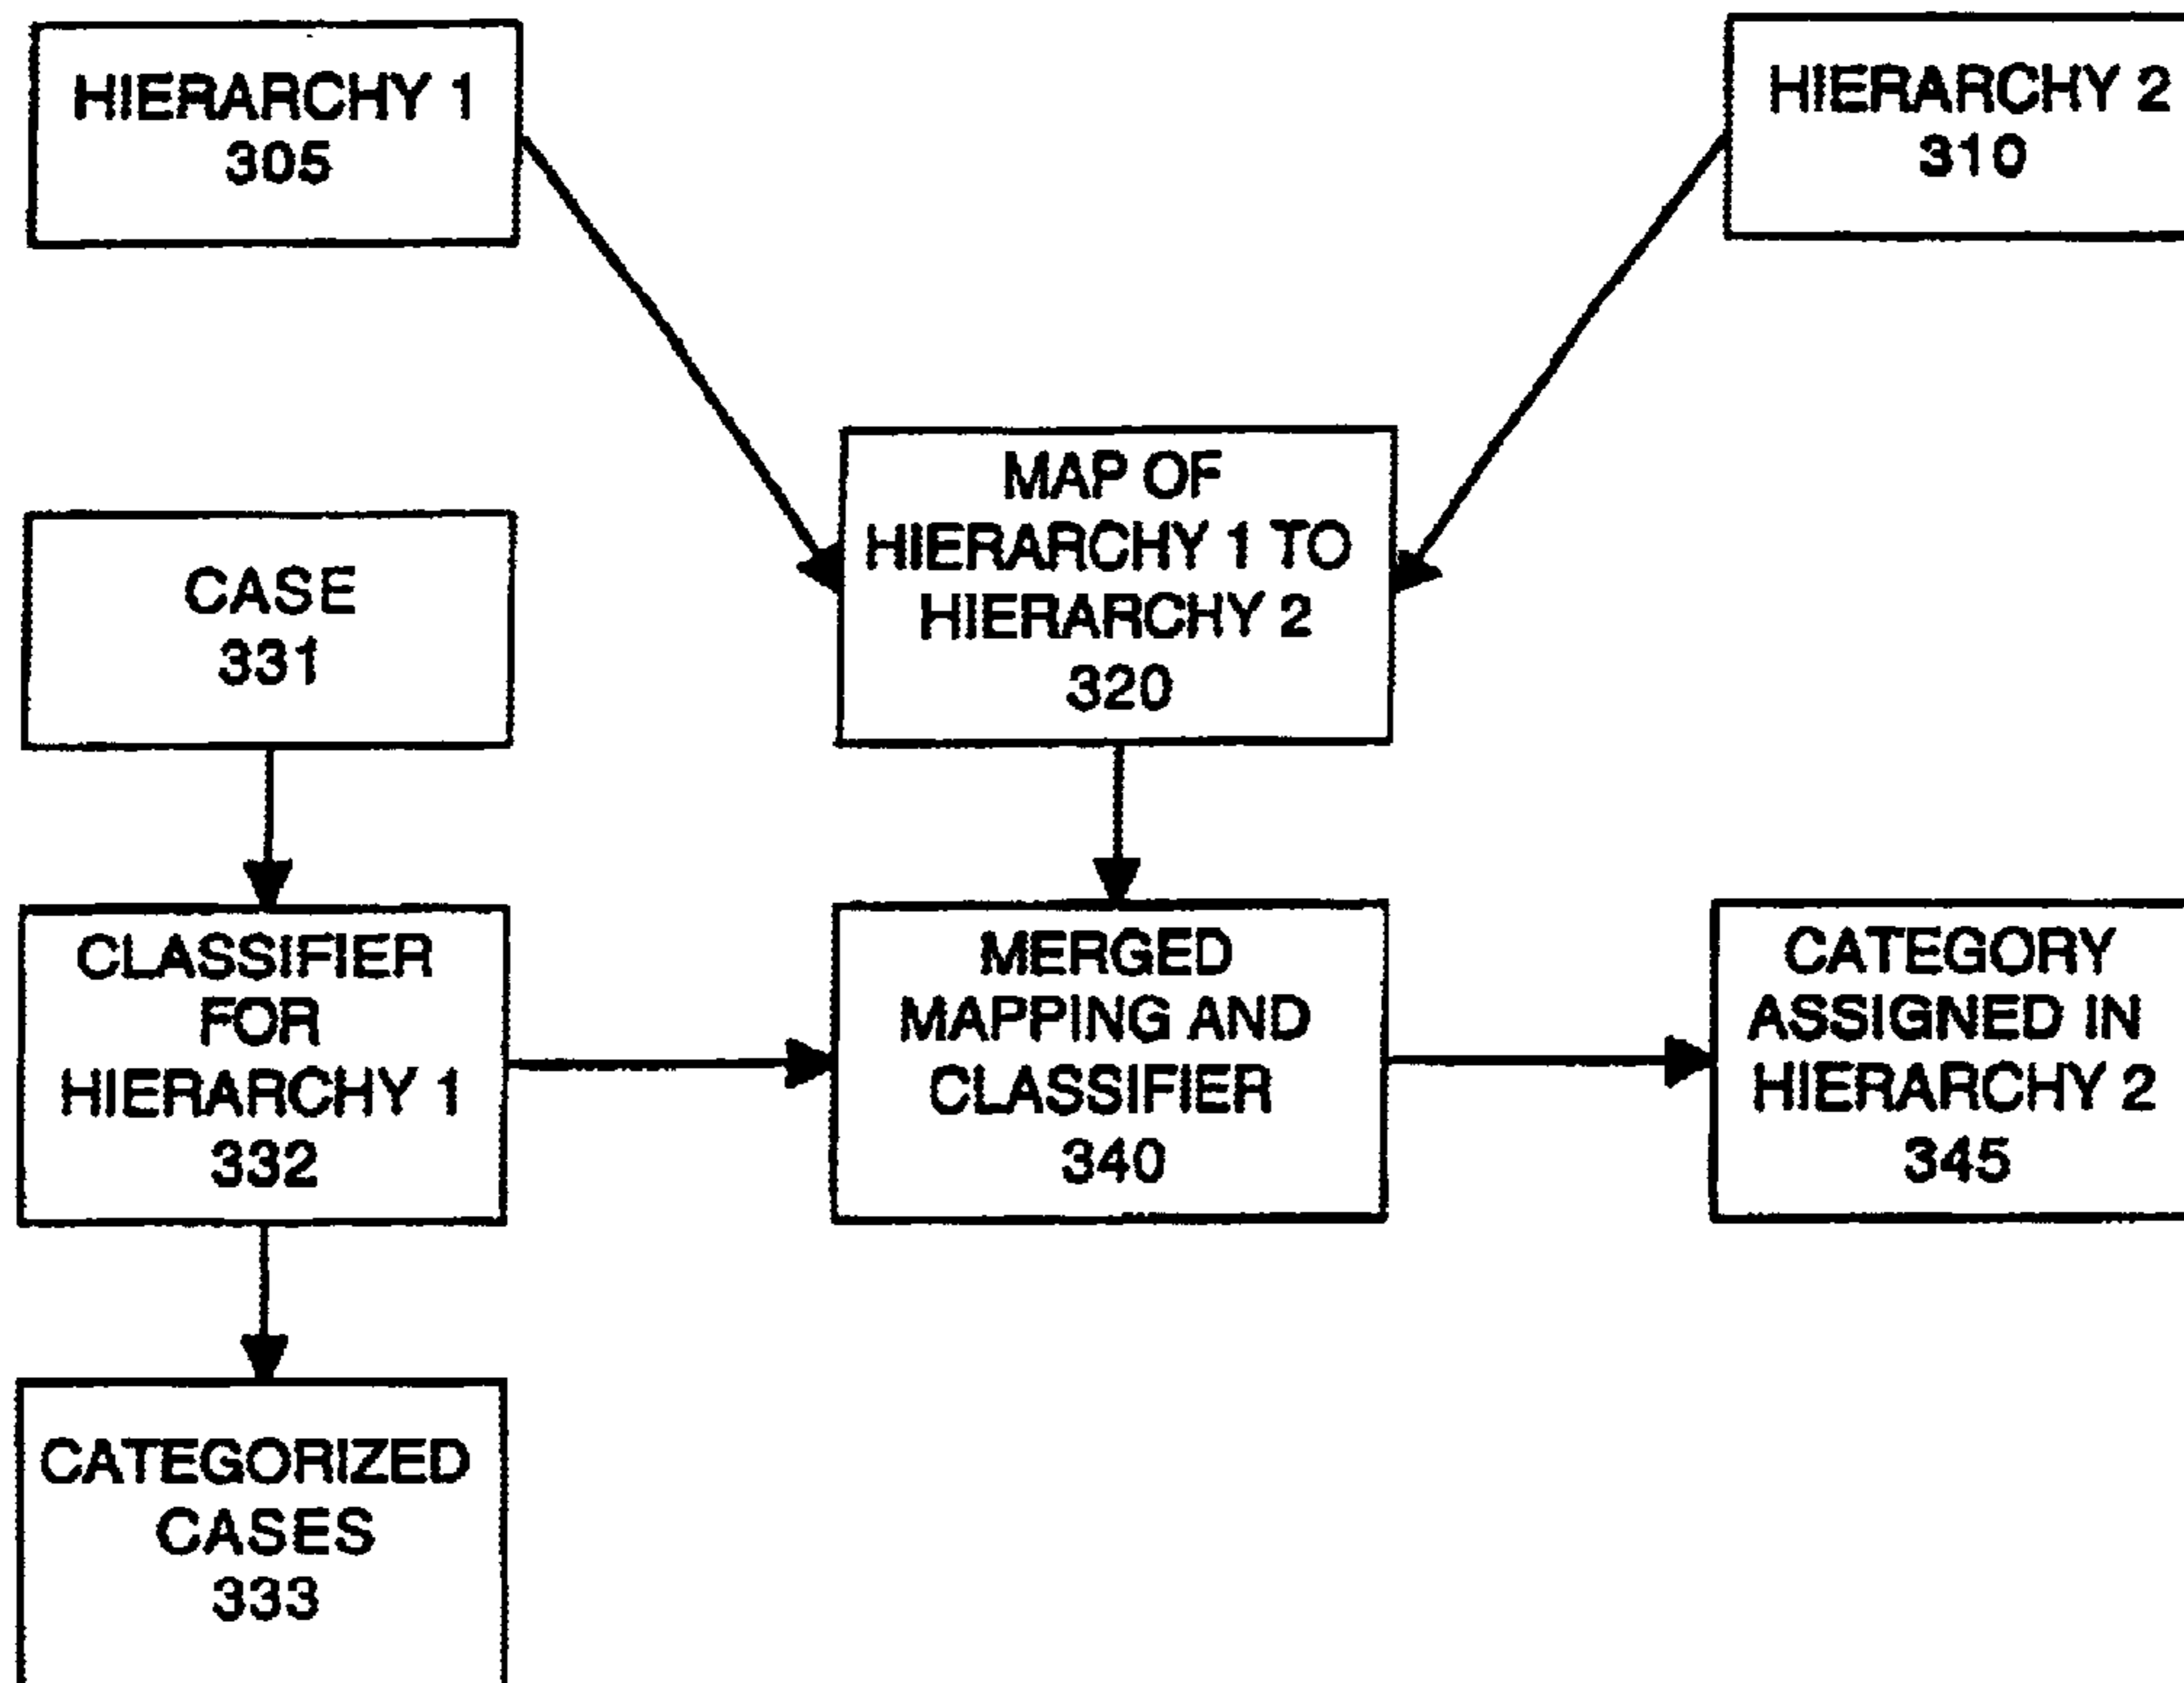 HIERARCHY 1
305
HIERARCHY 2
310
MAP OF
HIERARCHY 1 TO
HIERARCHY 2
320
CASE
331
CLASSIFIER
FOR
HIERARCHY 1
332
MERGED
MAPPING AND
CLASSIFIER
340
CATEGORY
ASSIGNED IN
HIERARCHY 2
345
CATEGORIZED
CASES
333